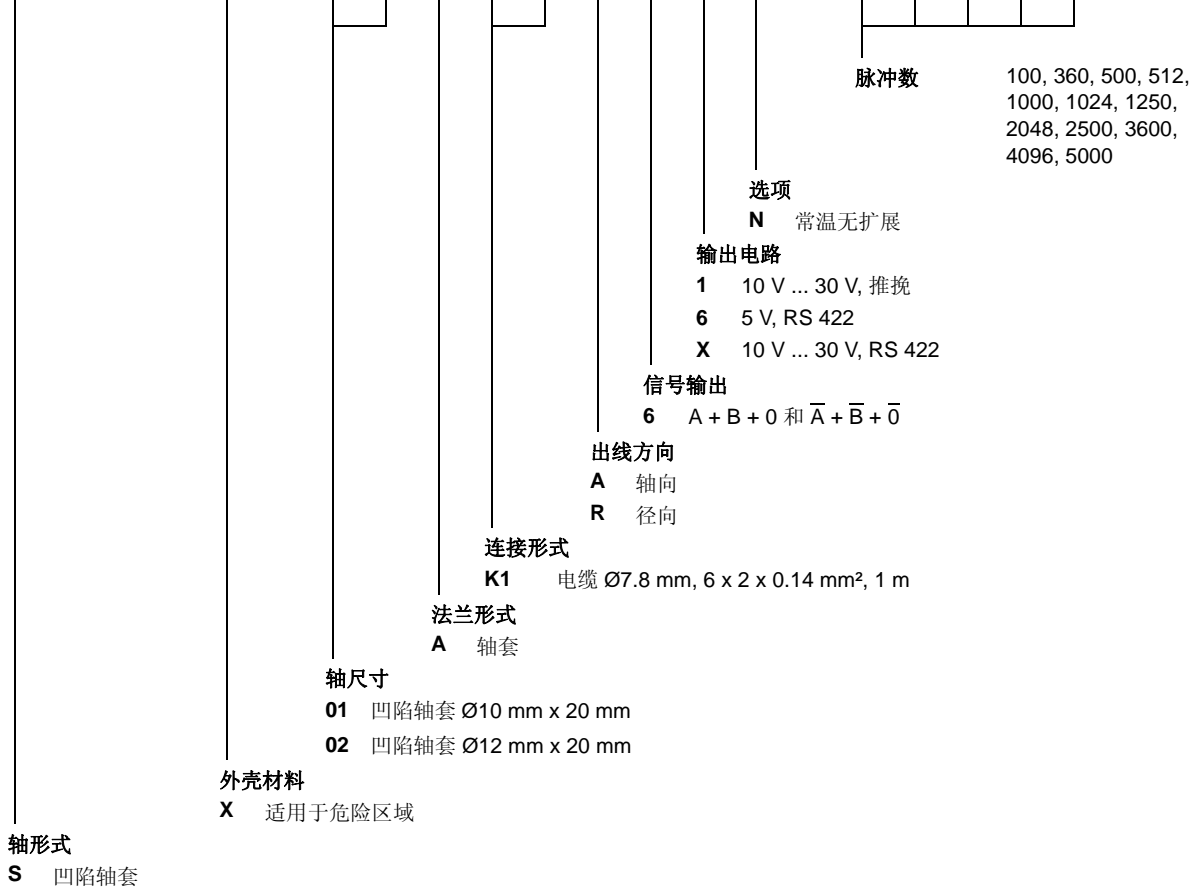 脉冲数 100, 360, 500, 512,
1000, 1024, 1250,
2048, 2500, 3600,
4096, 5000
选项
N 常温无扩展
输出电路
1 10 V ... 30 V, 推挽
6 5 V, RS 422
X 10 V ... 30 V, RS 422
信号输出
6 A + B + 0 和 A̅ + B̅ + 0̅
出线方向
A 轴向
R 径向
连接形式
K1 电缆 Ø7.8 mm, 6 x 2 x 0.14 mm², 1 m
法兰形式
A 轴套
轴尺寸
01 凹陷轴套 Ø10 mm x 20 mm
02 凹陷轴套 Ø12 mm x 20 mm
外壳材料
X 适用于危险区域
轴形式
S 凹陷轴套